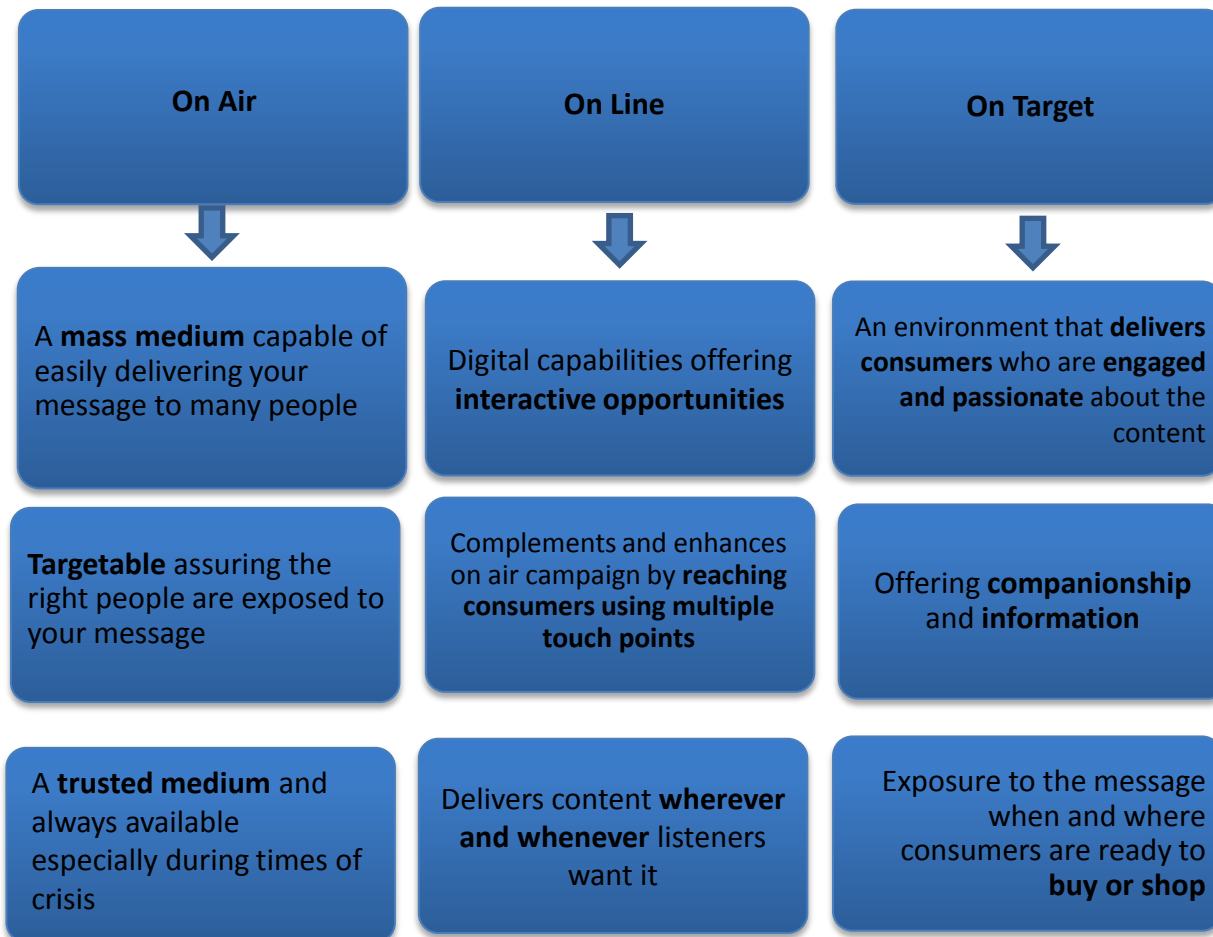 On Air
On Line
On Target
A mass medium capable of
easily delivering your
message to many people
Digital capabilities offering
interactive opportunities
An environment that delivers
consumers who are engaged
and passionate about the
content
Targetable assuring the
right people are exposed to
your message
Complements and enhances
on air campaign by reaching
consumers using multiple
touch points
Offering companionship
and information
A trusted medium and
always available
especially during times of
crisis
Delivers content wherever
and whenever listeners
want it
Exposure to the message
when and where
consumers are ready to
buy or shop